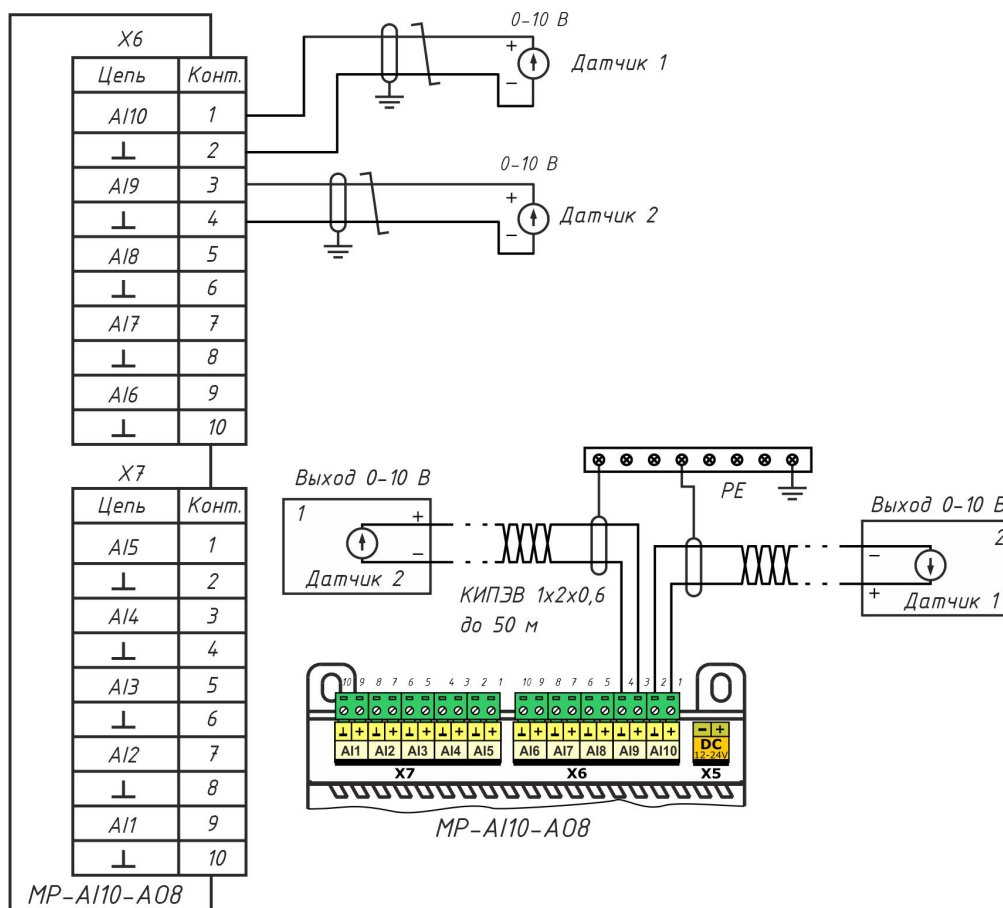 X6
Цепь Конт.
AI10 1
⊥ 2
AI9 3
⊥ 4
AI8 5
⊥ 6
AI7 7
⊥ 8
AI6 9
⊥ 10
0-10 В
+
−
Датчик 1
0-10 В
+
−
Датчик 2
X7
Цепь Конт.
AI5 1
⊥ 2
AI4 3
⊥ 4
AI3 5
⊥ 6
AI2 7
⊥ 8
AI1 9
⊥ 10
MP-AI10-AO8
PE
Выход 0-10 В
1
+
−
Датчик 2
КИПЭВ 1x2x0,6
до 50 м
Выход 0-10 В
2
−
+
Датчик 1
10 9 8 7 6 5 4 3 2 1 10 9 8 7 6 5 4 3 2 1
⊥ + ⊥ + ⊥ + ⊥ + ⊥ + ⊥ + ⊥ + ⊥ + ⊥ + ⊥ + − +
AI1 AI2 AI3 AI4 AI5 AI6 AI7 AI8 AI9 AI10 DC
12-24V
X7 X6 X5
MP-AI10-AO8